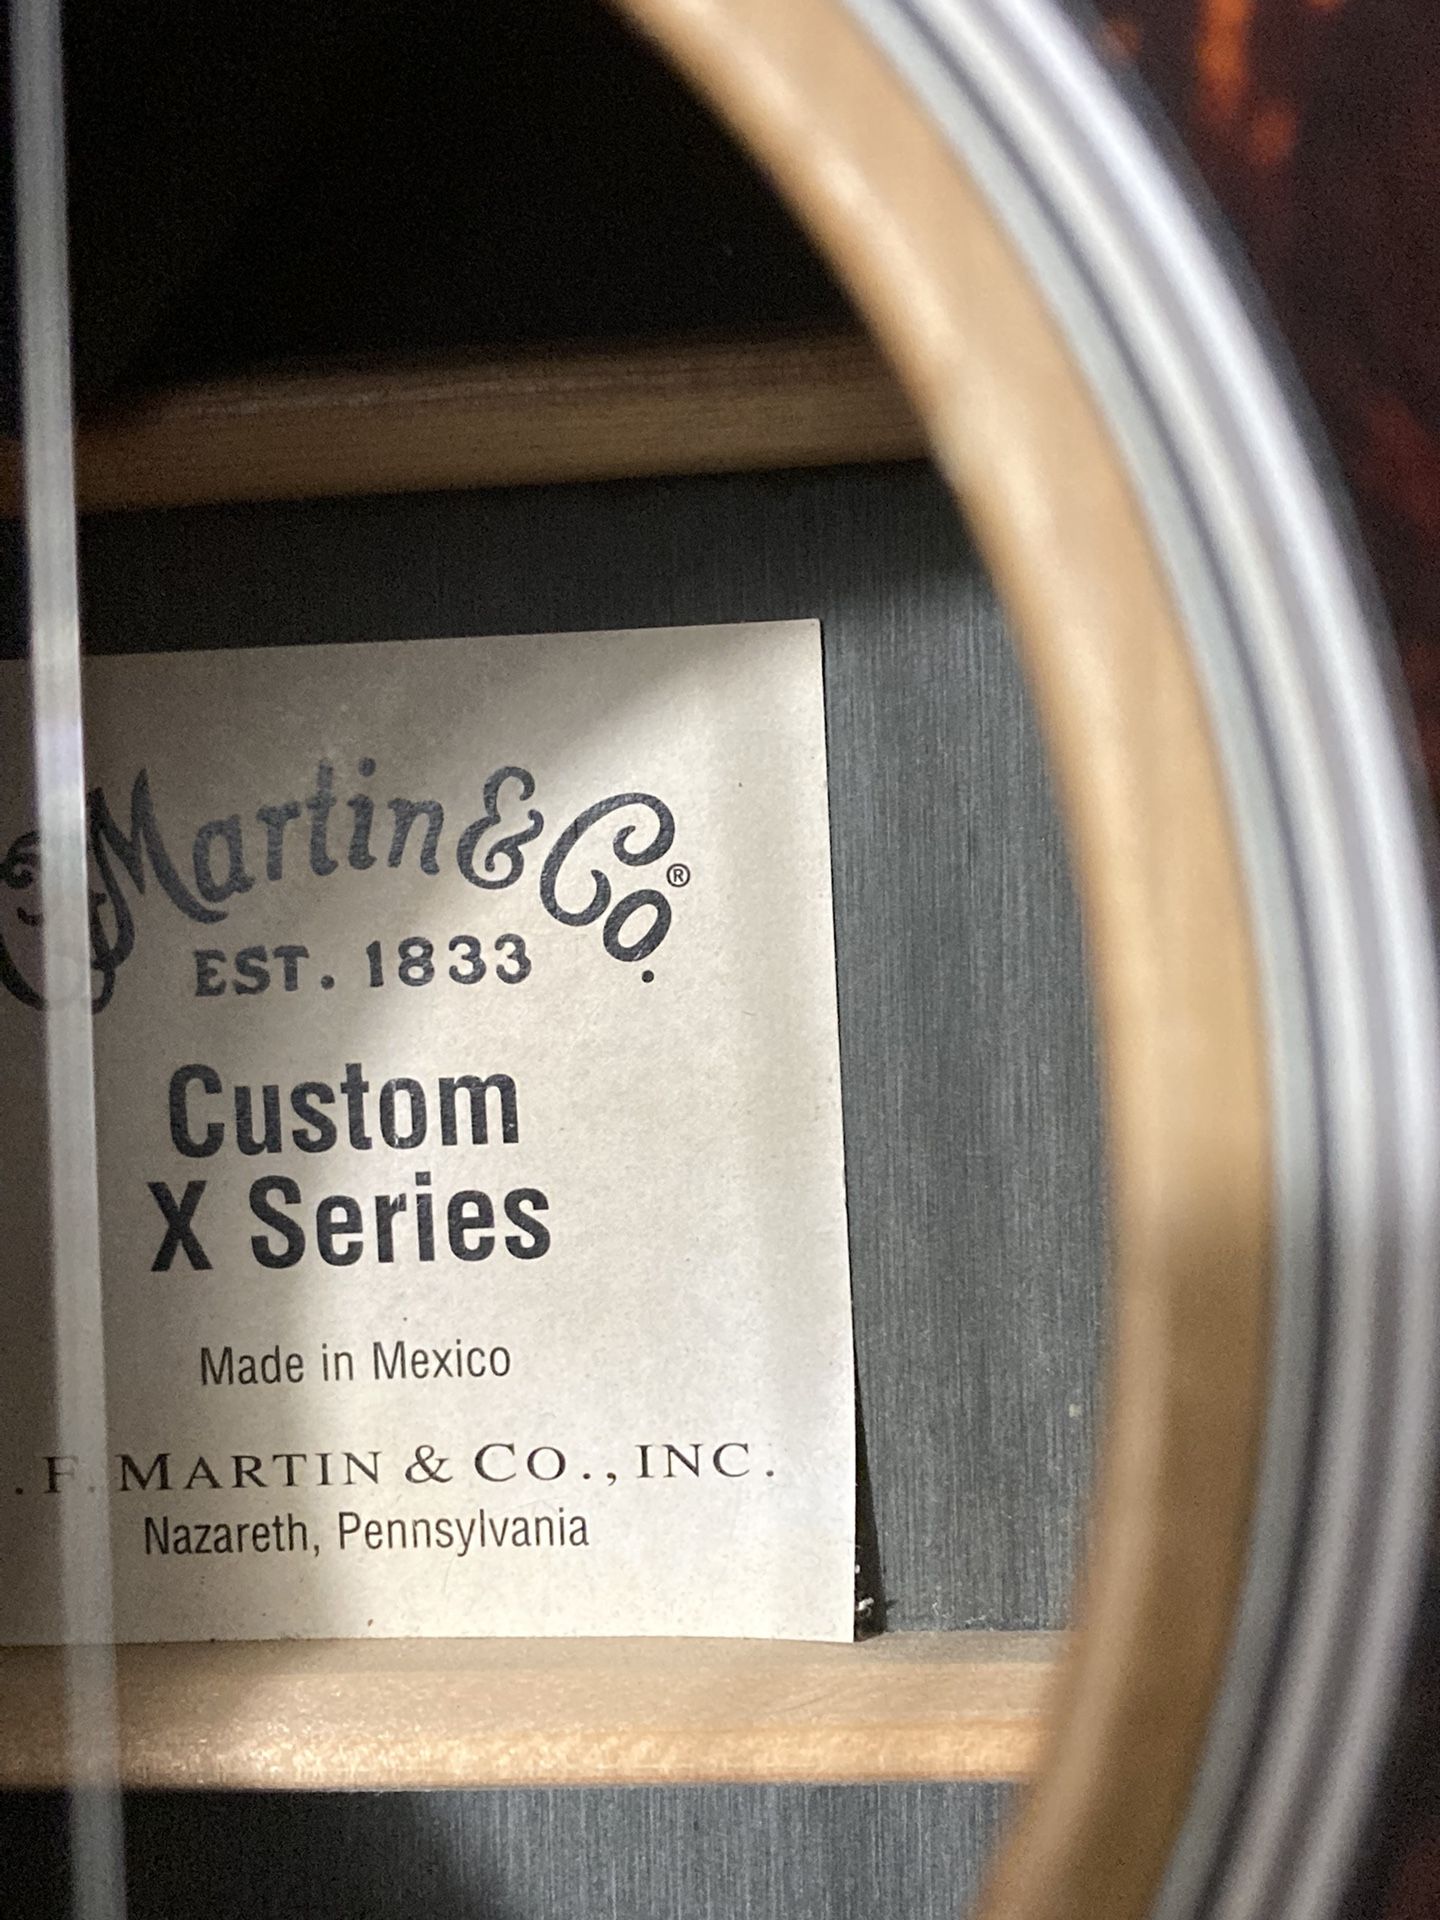 Martin & Co.®
EST. 1833
Custom
X Series
Made in Mexico
. F. MARTIN & CO., INC.
Nazareth, Pennsylvania